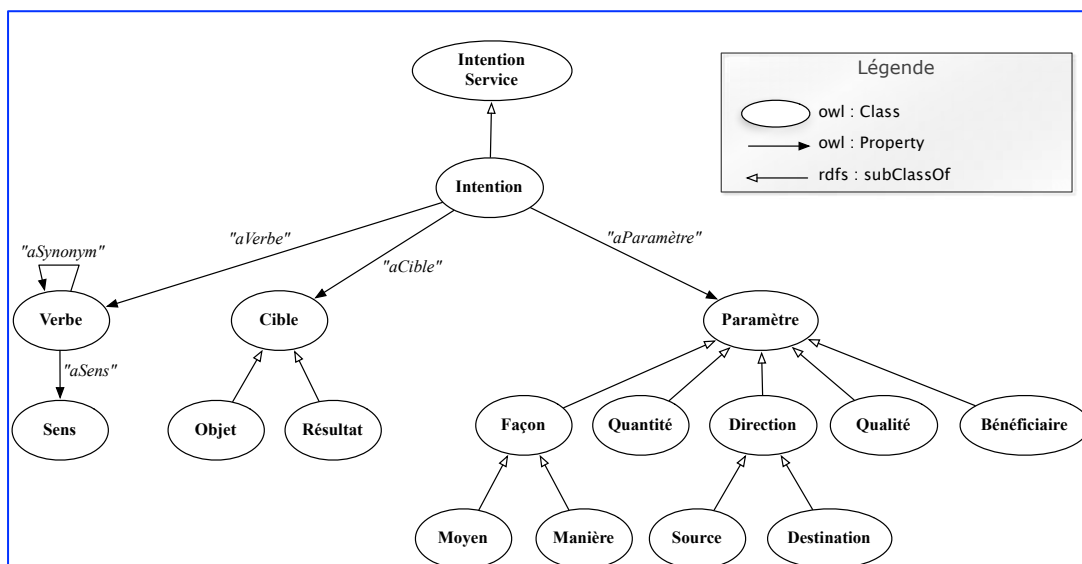 Intention
Service
Légende
owl : Class
owl : Property
rdfs : subClassOf
Intention
"aSynonym"
"aVerbe"
"aCible"
"aParamètre"
Verbe
Cible
Paramètre
"aSens"
Sens
Objet
Résultat
Façon
Quantité
Direction
Qualité
Bénéficiaire
Moyen
Manière
Source
Destination